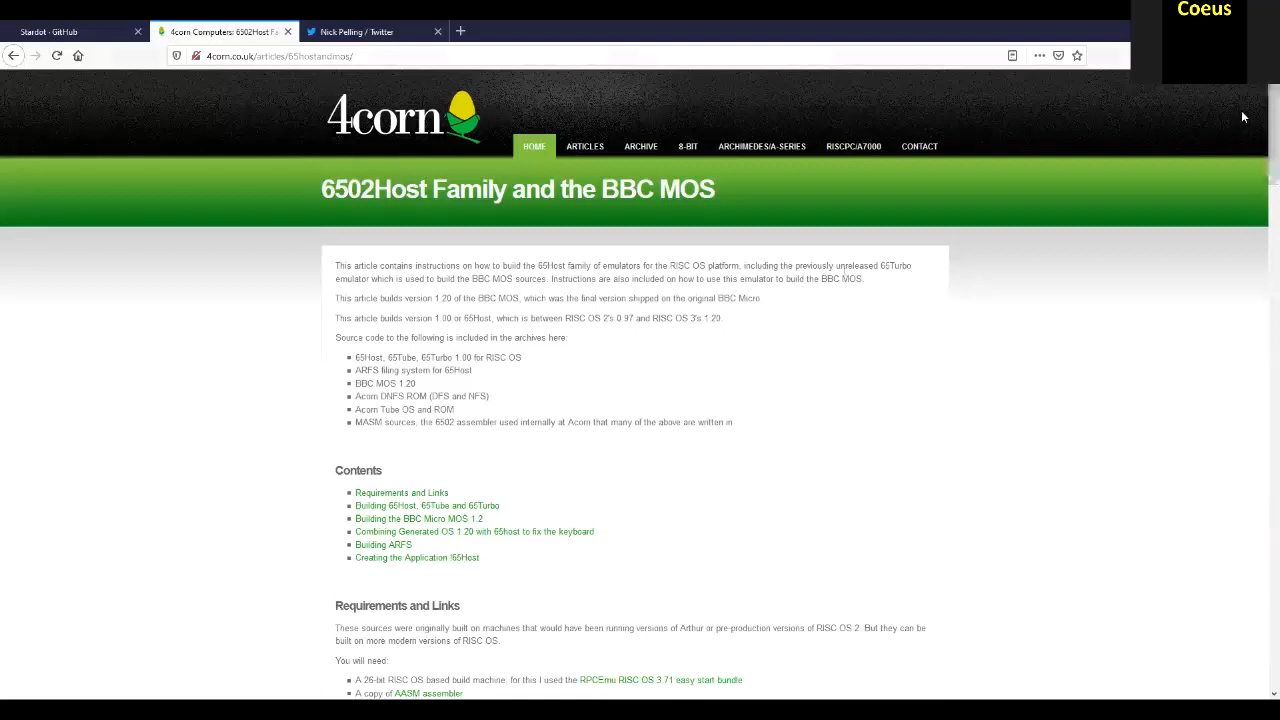 Coeus
Stardot · GitHub
4corn Computers: 6502Host Fa
Nick Pelling / Twitter
4corn.co.uk/articles/65hostandmos/
4corn
HOME ARTICLES ARCHIVE 8-BIT ARCHIMEDES/A-SERIES RISCPC/A7000 CONTACT
6502Host Family and the BBC MOS
This article contains instructions on how to build the 65Host family of emulators for the RISC OS platform, including the previously unreleased 65Turbo
emulator which is used to build the BBC MOS sources. Instructions are also included on how to use this emulator to build the BBC MOS.
This article builds version 1.20 of the BBC MOS, which was the final version shipped on the original BBC Micro
This article builds version 1.00 or 65Host, which is between RISC OS 2's 0.97 and RISC OS 3's 1.20.
Source code to the following is included in the archives here:
65Host, 65Tube, 65Turbo 1.00 for RISC OS
ARFS filing system for 65Host
BBC MOS 1.20
Acorn DNFS ROM (DFS and NFS)
Acorn Tube OS and ROM
MASM sources, the 6502 assembler used internally at Acorn that many of the above are written in
Contents
Requirements and Links
Building 65Host, 65Tube and 65Turbo
Building the BBC Micro MOS 1.2
Combining Generated OS 1.20 with 65host to fix the keyboard
Building ARFS
Creating the Application !65Host
Requirements and Links
These sources were originally built on machines that would have been running versions of Arthur or pre-production versions of RISC OS 2. But they can be
built on more modern versions of RISC OS.
You will need:
A 26-bit RISC OS based build machine, for this I used the RPCEmu RISC OS 3.71 easy start bundle
A copy of AASM assembler